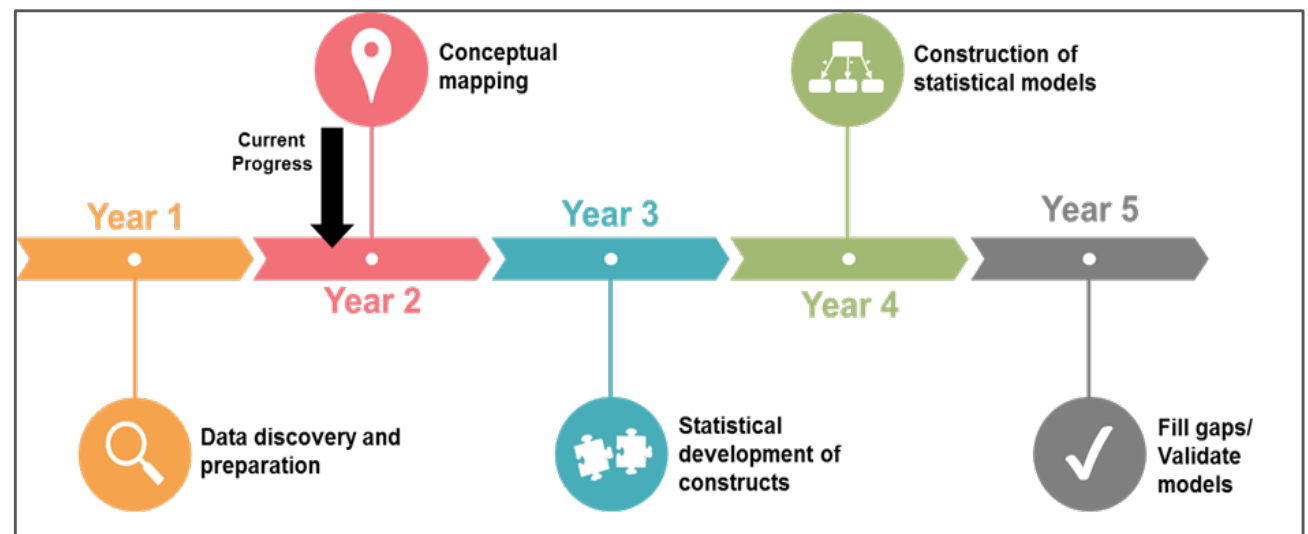 Conceptual
mapping
Construction of
statistical models
Current
Progress
Year 1
Year 2
Year 3
Year 4
Year 5
Data discovery and
preparation
Statistical
development of
constructs
Fill gaps/
Validate
models